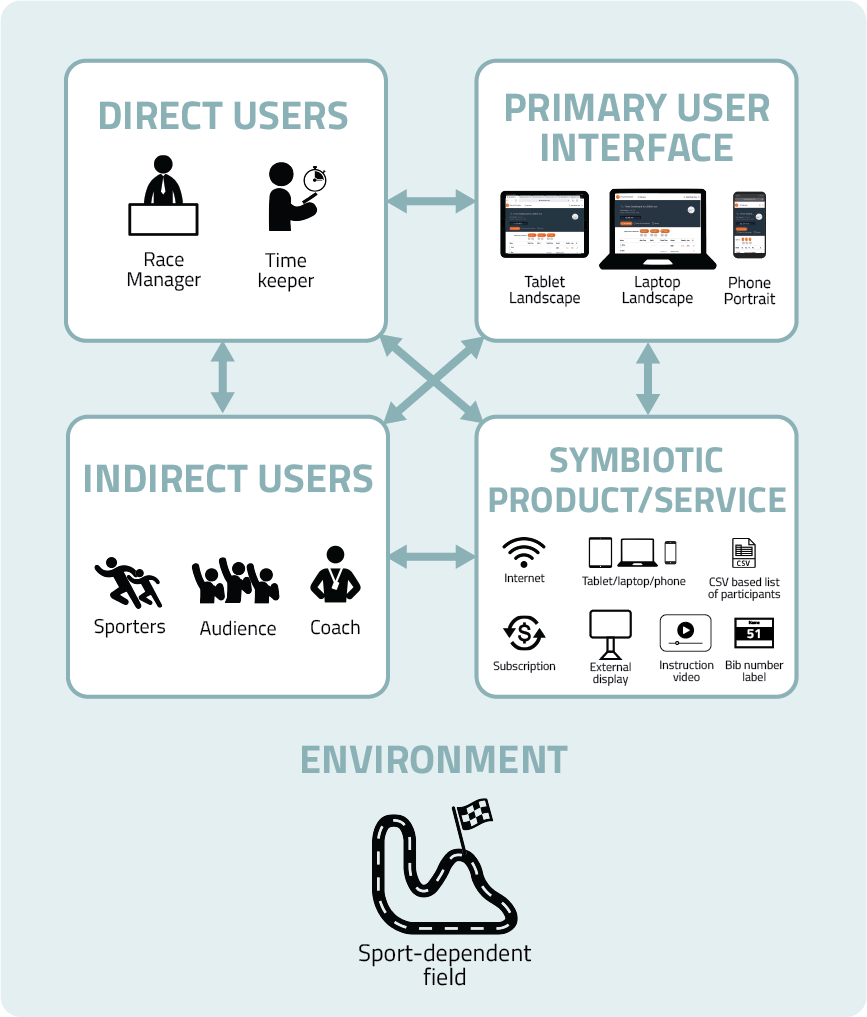 DIRECT USERS
Race
Manager
Time
keeper
PRIMARY USER
INTERFACE
Tablet
Landscape
Laptop
Landscape
Phone
Portrait
INDIRECT USERS
Sporters
Audience
Coach
SYMBIOTIC
PRODUCT/SERVICE
Internet
Tablet/laptop/phone
CSV
CSV based list
of participants
$
Subscription
External
display
Instruction
video
Name
51
Bib number
label
ENVIRONMENT
Sport-dependent
field